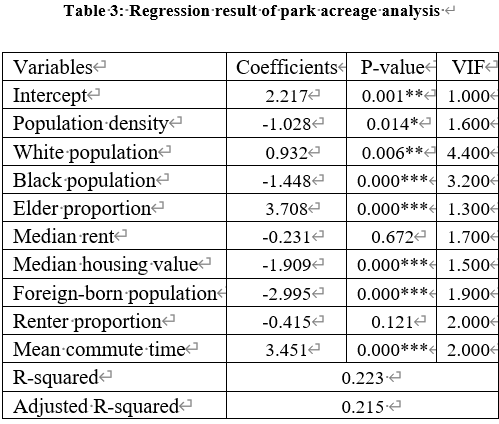 Table 3: Regression result of park acreage analysis
Variables Coefficients P-value VIF
Intercept 2.217 0.001** 1.000
Population density -1.028 0.014* 1.600
White population 0.932 0.006** 4.400
Black population -1.448 0.000*** 3.200
Elder proportion 3.708 0.000*** 1.300
Median rent -0.231 0.672 1.700
Median housing value -1.909 0.000*** 1.500
Foreign-born population -2.995 0.000*** 1.900
Renter proportion -0.415 0.121 2.000
Mean commute time 3.451 0.000*** 2.000
R-squared 0.223
Adjusted R-squared 0.215